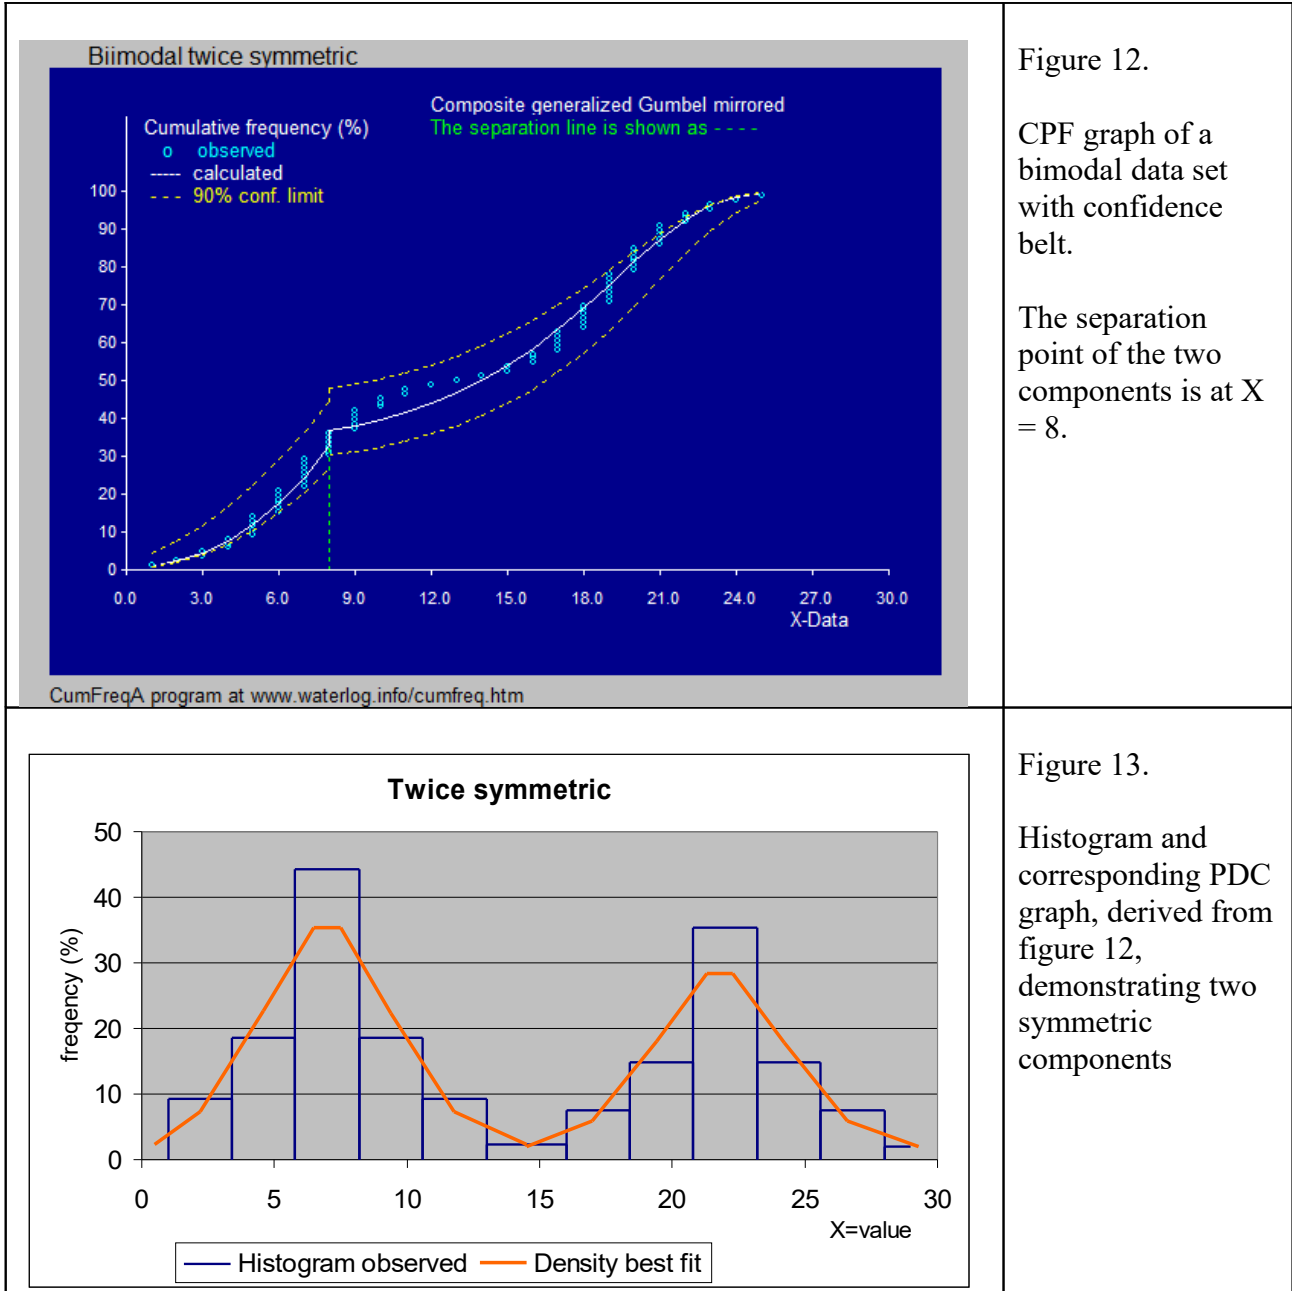 Biimodal twice symmetric
Composite generalized Gumbel mirrored
The separation line is shown as - - - -
Cumulative frequency (%)
o observed
----- calculated
- - - 90% conf. limit
100
90
80
70
60
50
40
30
20
10
0
0.0 3.0 6.0 9.0 12.0 15.0 18.0 21.0 24.0 27.0 30.0
X-Data
CumFreqA program at www.waterlog.info/cumfreq.htm
Figure 12.
CPF graph of a
bimodal data set
with confidence
belt.
The separation
point of the two
components is at X
= 8.
Twice symmetric
freqency (%)
50
40
30
20
10
0
0 5 10 15 20 25 30
X=value
Histogram observed Density best fit
Figure 13.
Histogram and
corresponding PDC
graph, derived from
figure 12,
demonstrating two
symmetric
components